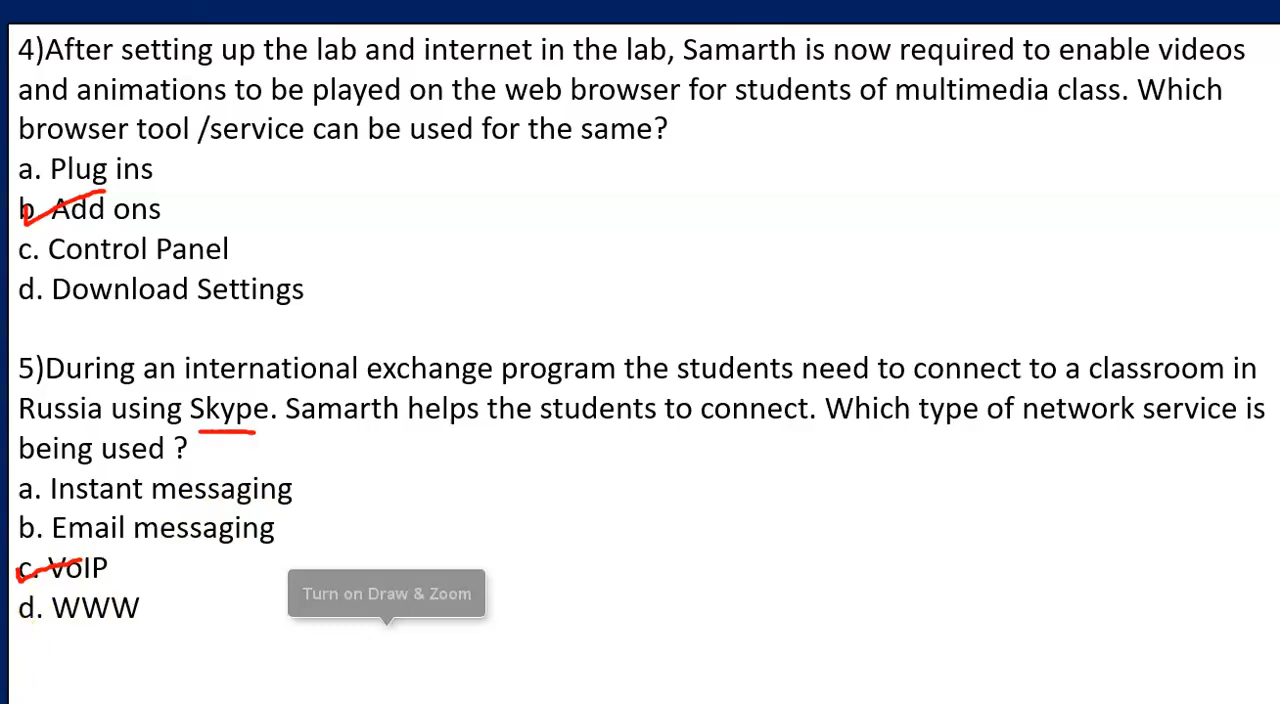 4)After setting up the lab and internet in the lab, Samarth is now required to enable videos
and animations to be played on the web browser for students of multimedia class. Which
browser tool /service can be used for the same?
a. Plug ins
b. Add ons
c. Control Panel
d. Download Settings
5)During an international exchange program the students need to connect to a classroom in
Russia using Skype. Samarth helps the students to connect. Which type of network service is
being used ?
a. Instant messaging
b. Email messaging
c. VoIP
Turn on Draw & Zoom
d. WWW